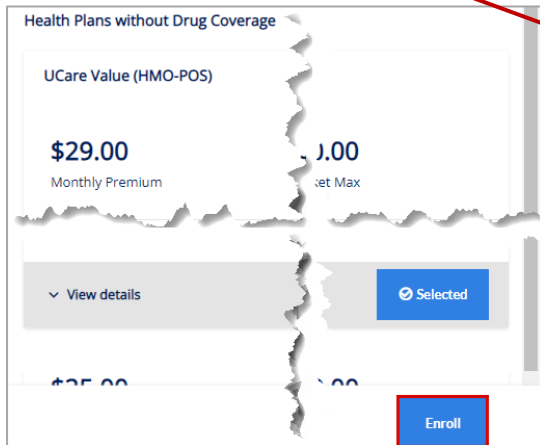 Health Plans without Drug Coverage
UCare Value (HMO-POS)
$29.00
.00
Monthly Premium
ket Max
View details
Selected
Enroll